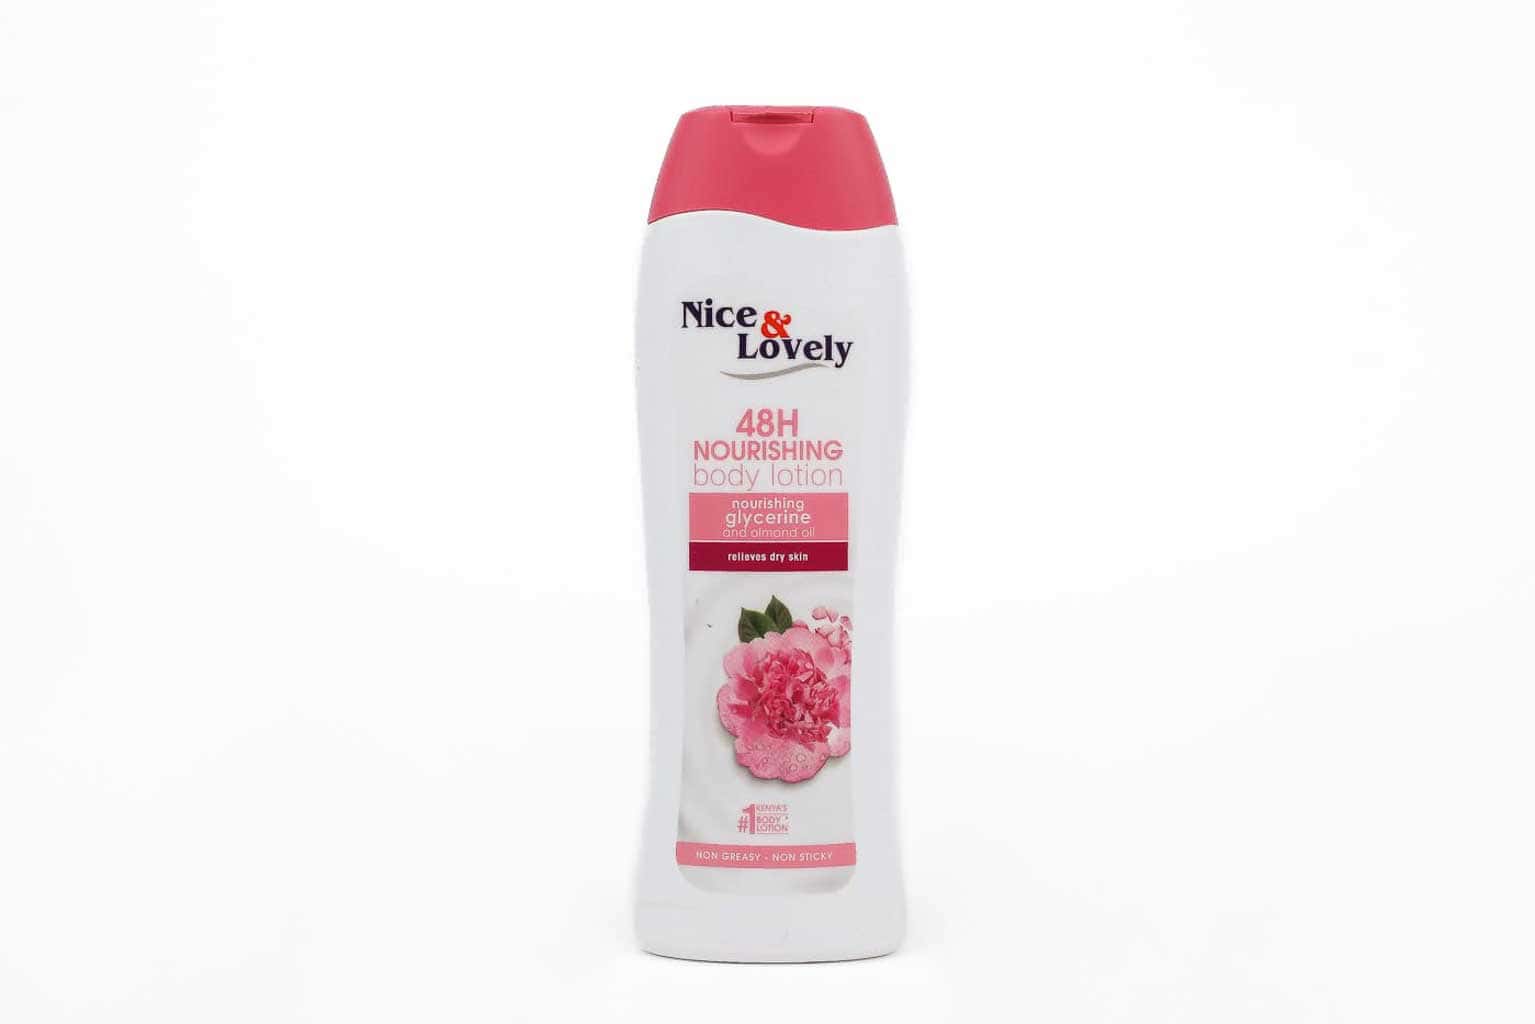 Nice &
Lovely
48H
NOURISHING
body lotion
nourishing
glycerine
and almond oil
relieves dry skin
#1 KENYA'S
BODY
LOTION
NON GREASY - NON STICKY